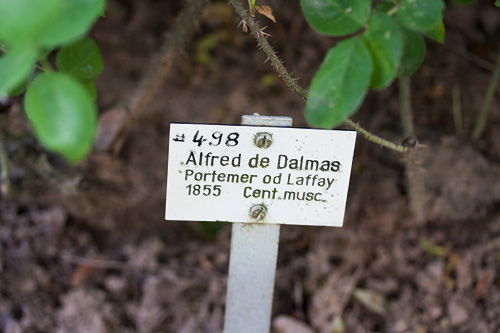 # 498
Alfred de Dalmas
Portemer od Laffay
1855 Cent. musc.